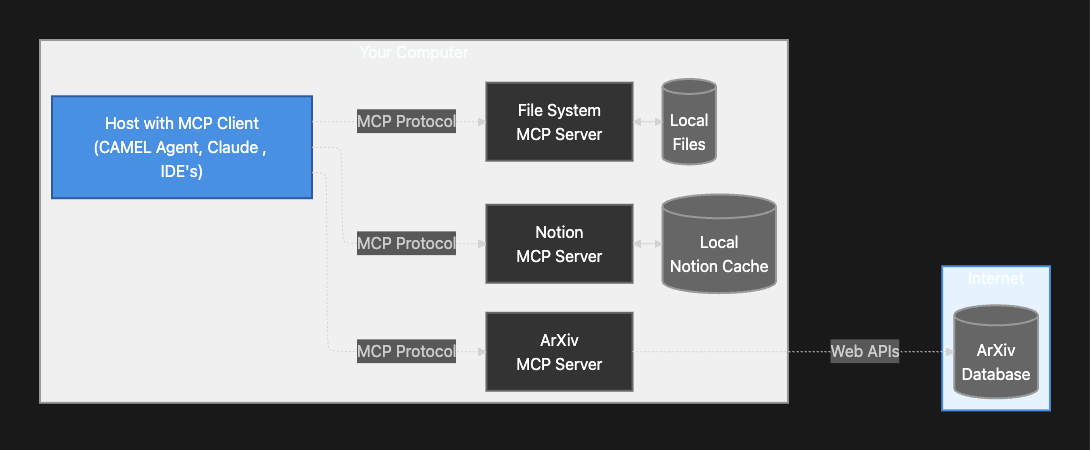 Your Computer
Host with MCP Client
(CAMEL Agent, Claude ,
IDE's)
MCP Protocol
File System
MCP Server
Local
Files
MCP Protocol
Notion
MCP Server
Local
Notion Cache
MCP Protocol
ArXiv
MCP Server
Web APIs
Internet
ArXiv
Database